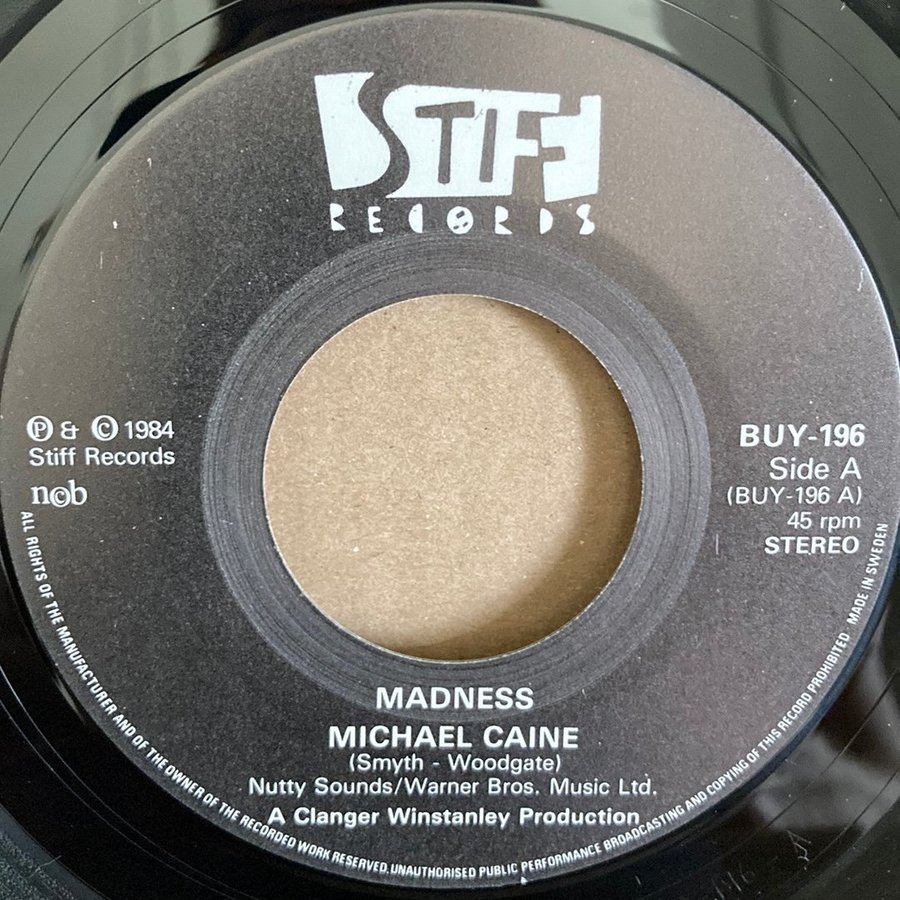 STIFF
RECORDS
Ⓟ & © 1984
Stiff Records
n©b
BUY-196
Side A
(BUY-196 A)
45 rpm
STEREO
MADNESS
MICHAEL CAINE
(Smyth - Woodgate)
Nutty Sounds/Warner Bros. Music Ltd.
A Clanger Winstanley Production
ALL RIGHTS OF THE MANUFACTURER AND OF THE OWNER OF THE RECORDED WORK RESERVED. UNAUTHORISED PUBLIC PERFORMANCE BROADCASTING AND COPYING OF THIS RECORD PROHIBITED MADE IN SWEDEN